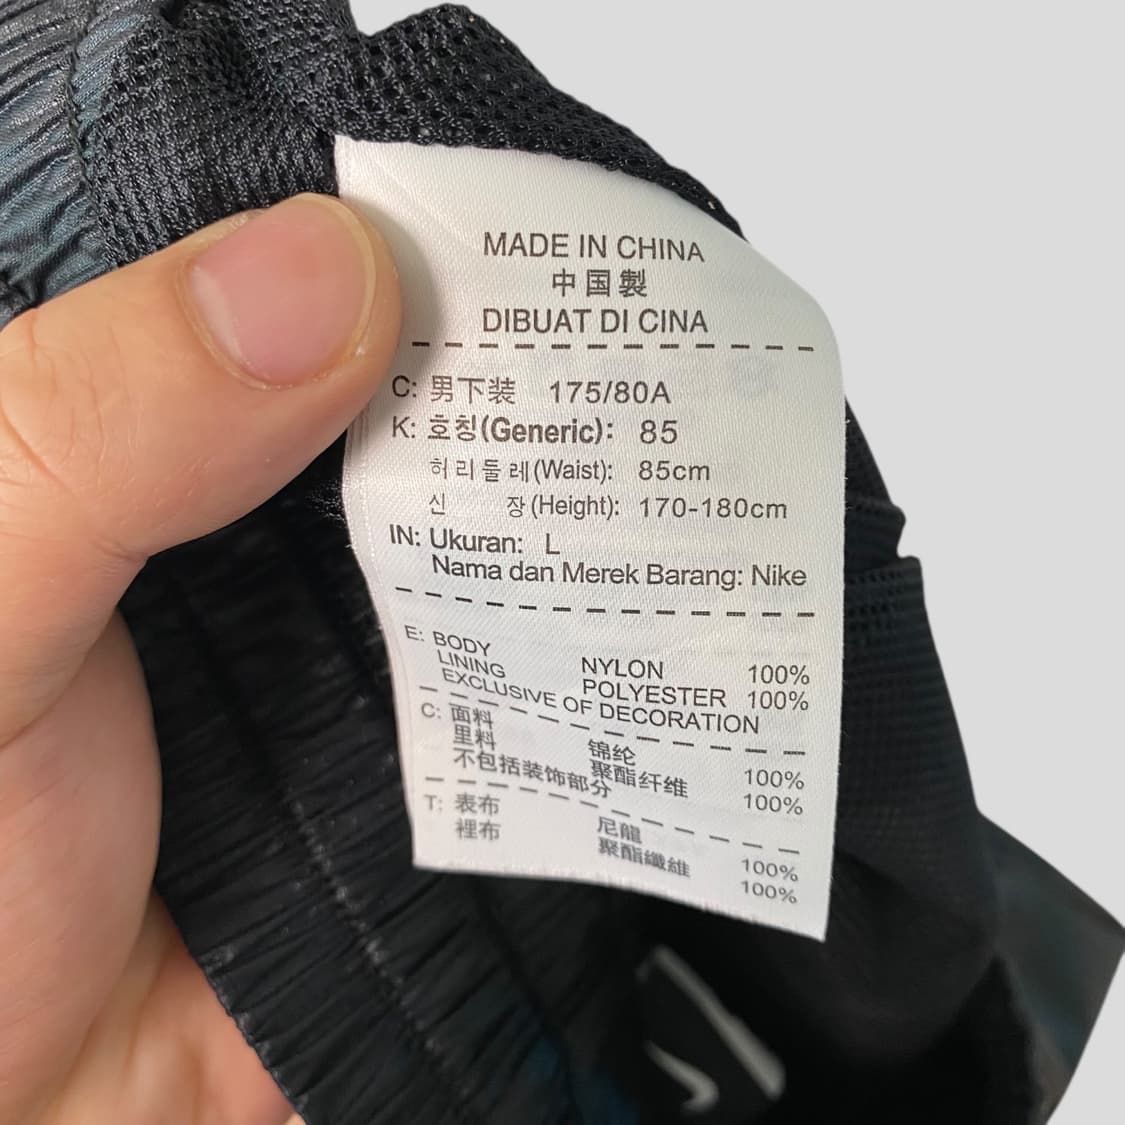 MADE IN CHINA
中国製
DIBUAT DI CINA
C: 男下装 175/80A
K: 호칭(Generic): 85
허리둘레(Waist): 85cm
신 장(Height): 170-180cm
IN: Ukuran: L
Nama dan Merek Barang: Nike
E: BODY NYLON 100%
LINING POLYESTER 100%
EXCLUSIVE OF DECORATION
C: 面料 锦纶 100%
里料 聚酯纤维 100%
不包括装饰部分
T: 表布 尼龍 100%
裡布 聚酯纖維 100%